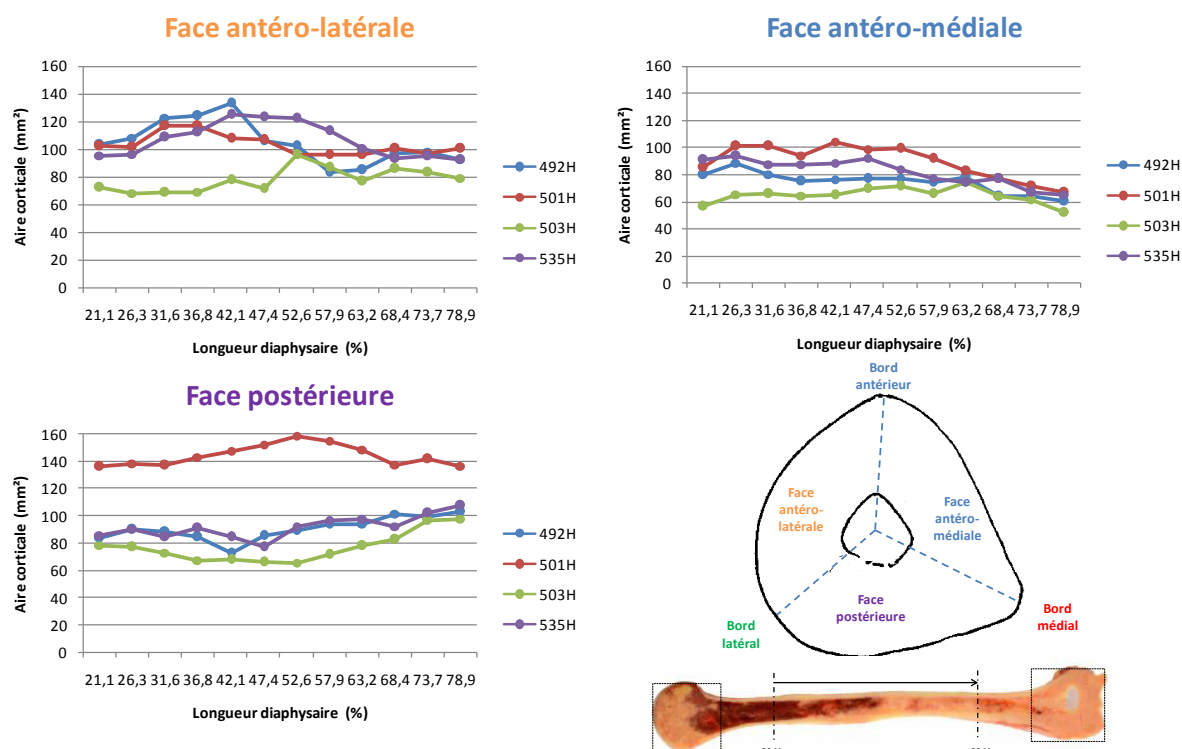 Face antéro-latérale
Aire corticale (mm²)
160
140
120
100
80
60
40
20
0
21,1 26,3 31,6 36,8 42,1 47,4 52,6 57,9 63,2 68,4 73,7 78,9
Longueur diaphysaire (%)
492H
501H
503H
535H
Face antéro-médiale
Aire corticale (mm²)
160
140
120
100
80
60
40
20
0
21,1 26,3 31,6 36,8 42,1 47,4 52,6 57,9 63,2 68,4 73,7 78,9
Longueur diaphysaire (%)
492H
501H
503H
535H
Face postérieure
Aire corticale (mm²)
160
140
120
100
80
60
40
20
0
21,1 26,3 31,6 36,8 42,1 47,4 52,6 57,9 63,2 68,4 73,7 78,9
Longueur diaphysaire (%)
492H
501H
503H
535H
Bord
antérieur
Face
antéro-
latérale
Face
antéro-
médiale
Face
postérieure
Bord
latéral
Bord
médial